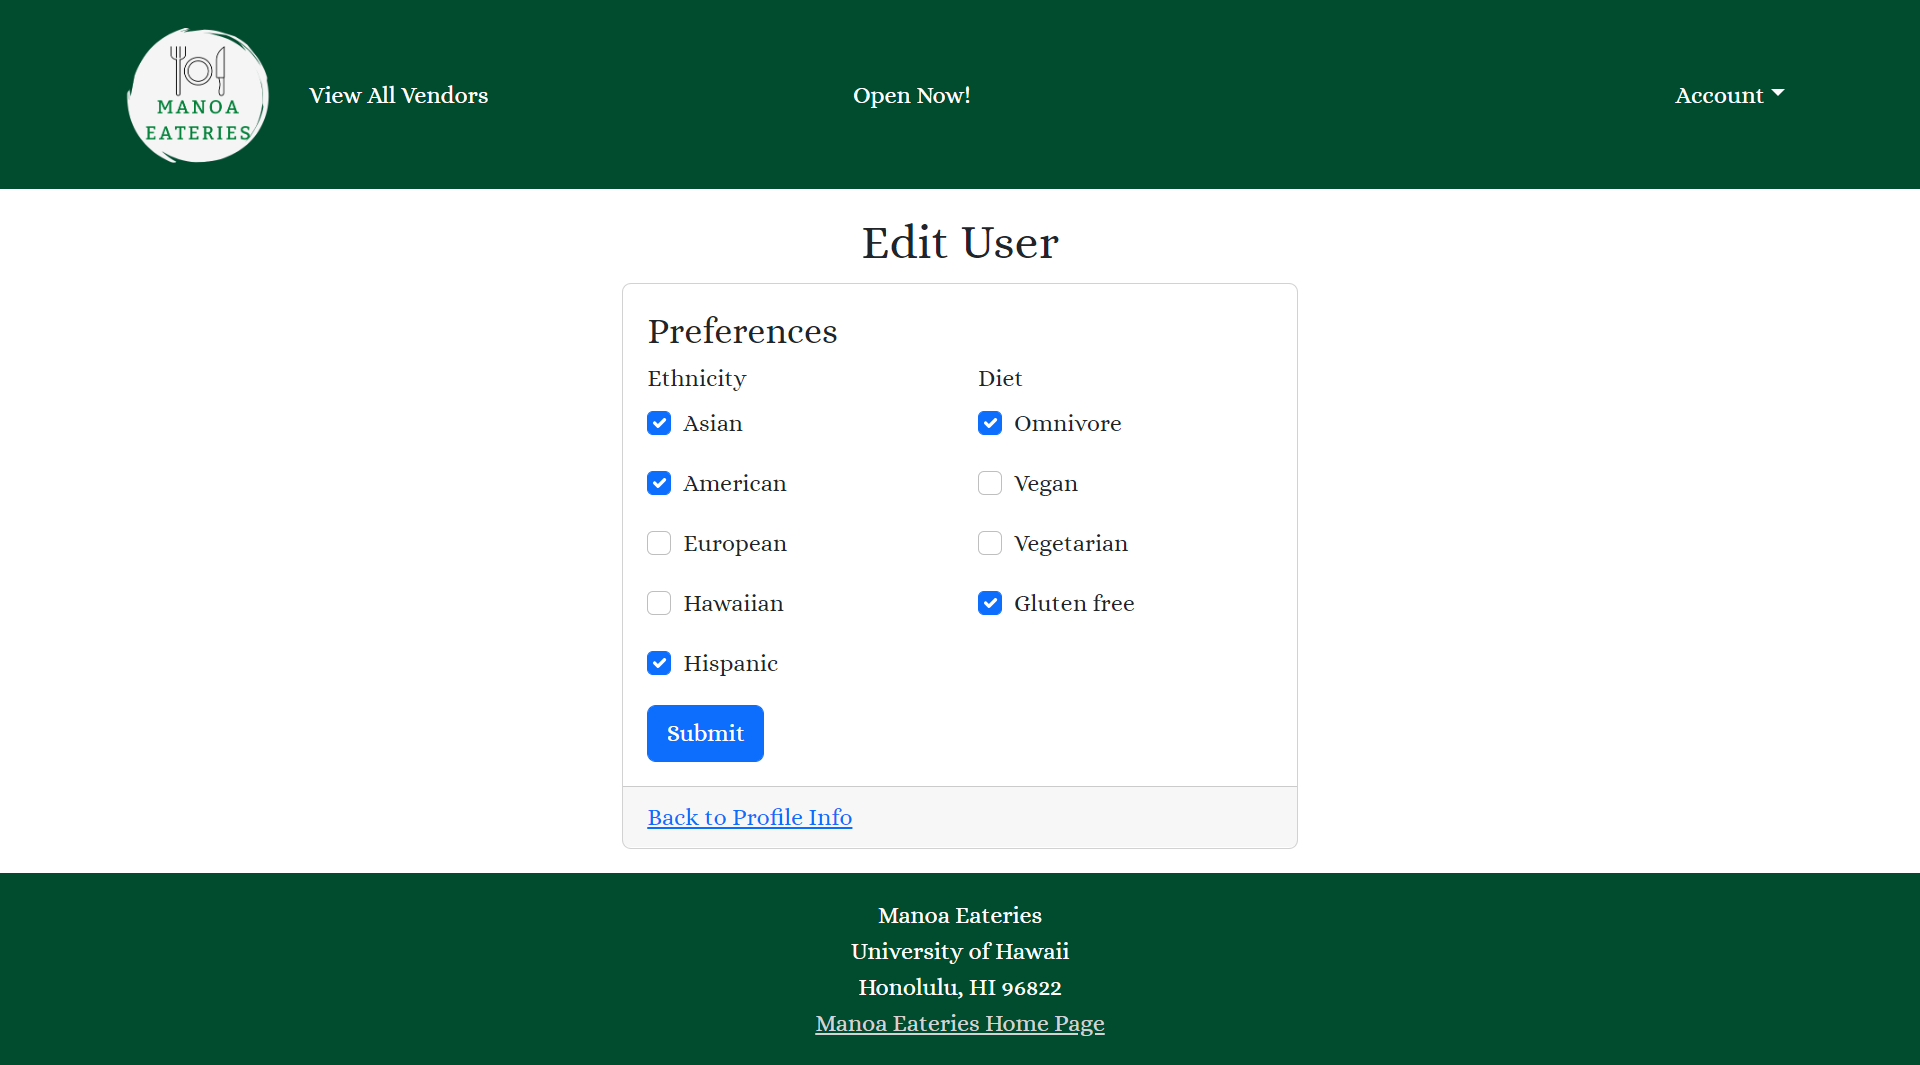 MANOA
EATERIES
View All Vendors
Open Now!
Account
Edit User
Preferences
Ethnicity
Asian
American
European
Hawaiian
Hispanic
Diet
Omnivore
Vegan
Vegetarian
Gluten free
Submit
Back to Profile Info
Manoa Eateries
University of Hawaii
Honolulu, HI 96822
Manoa Eateries Home Page